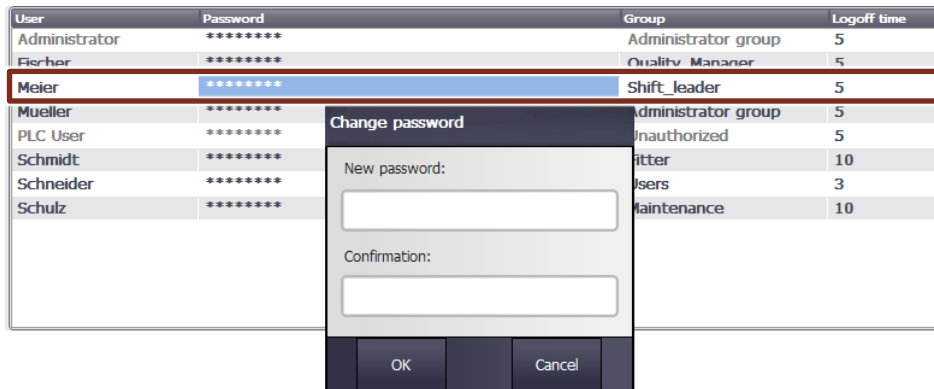 User Password Group Logoff time
Administrator ******** Administrator group 5
Fischer ******** Quality_Manager 5
Meier ******** Shift_leader 5
Mueller ******** Administrator group 5
PLC User ******** Unauthorized 5
Schmidt ******** Fitter 10
Schneider ******** Users 3
Schulz ******** Maintenance 10
Change password
New password:
Confirmation:
OK Cancel